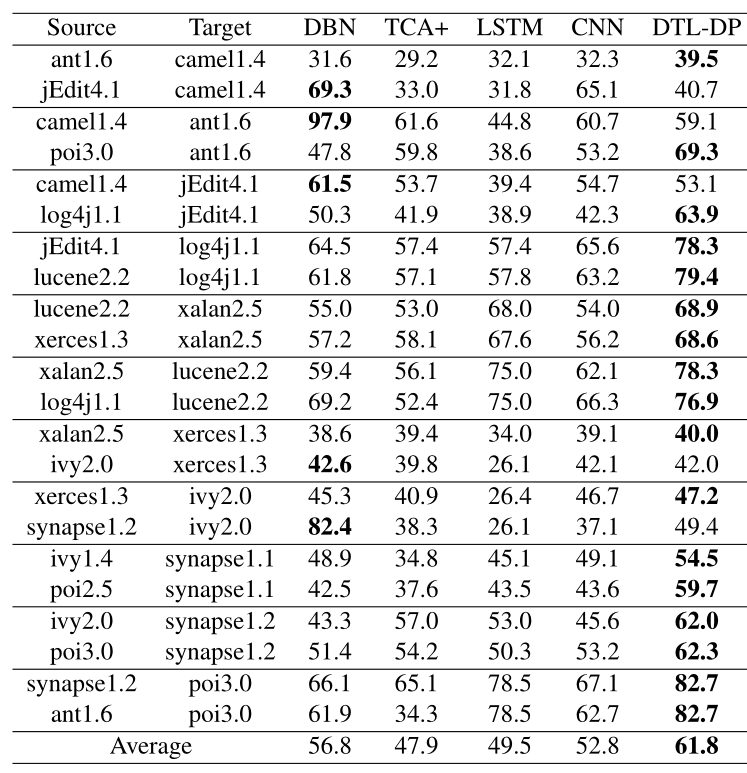 Source Target DBN TCA+ LSTM CNN DTL-DP
ant1.6 camel1.4 31.6 29.2 32.1 32.3 39.5
jEdit4.1 camel1.4 69.3 33.0 31.8 65.1 40.7
camel1.4 ant1.6 97.9 61.6 44.8 60.7 59.1
poi3.0 ant1.6 47.8 59.8 38.6 53.2 69.3
camel1.4 jEdit4.1 61.5 53.7 39.4 54.7 53.1
log4j1.1 jEdit4.1 50.3 41.9 38.9 42.3 63.9
jEdit4.1 log4j1.1 64.5 57.4 57.4 65.6 78.3
lucene2.2 log4j1.1 61.8 57.1 57.8 63.2 79.4
lucene2.2 xalan2.5 55.0 53.0 68.0 54.0 68.9
xerces1.3 xalan2.5 57.2 58.1 67.6 56.2 68.6
xalan2.5 lucene2.2 59.4 56.1 75.0 62.1 78.3
log4j1.1 lucene2.2 69.2 52.4 75.0 66.3 76.9
xalan2.5 xerces1.3 38.6 39.4 34.0 39.1 40.0
ivy2.0 xerces1.3 42.6 39.8 26.1 42.1 42.0
xerces1.3 ivy2.0 45.3 40.9 26.4 46.7 47.2
synapse1.2 ivy2.0 82.4 38.3 26.1 37.1 49.4
ivy1.4 synapse1.1 48.9 34.8 45.1 49.1 54.5
poi2.5 synapse1.1 42.5 37.6 43.5 43.6 59.7
ivy2.0 synapse1.2 43.3 57.0 53.0 45.6 62.0
poi3.0 synapse1.2 51.4 54.2 50.3 53.2 62.3
synapse1.2 poi3.0 66.1 65.1 78.5 67.1 82.7
ant1.6 poi3.0 61.9 34.3 78.5 62.7 82.7
Average 56.8 47.9 49.5 52.8 61.8